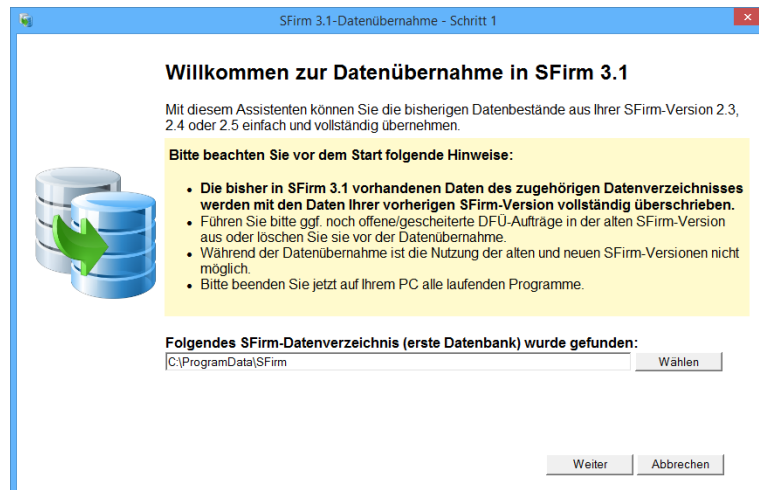 SFirm 3.1-Datenübernahme - Schritt 1
Willkommen zur Datenübernahme in SFirm 3.1
Mit diesem Assistenten können Sie die bisherigen Datenbestände aus Ihrer SFirm-Version 2.3,
2.4 oder 2.5 einfach und vollständig übernehmen.
Bitte beachten Sie vor dem Start folgende Hinweise:
• Die bisher in SFirm 3.1 vorhandenen Daten des zugehörigen Datenverzeichnisses
werden mit den Daten Ihrer vorherigen SFirm-Version vollständig überschrieben.
• Führen Sie bitte ggf. noch offene/gescheiterte DFÜ-Aufträge in der alten SFirm-Version
aus oder löschen Sie sie vor der Datenübernahme.
• Während der Datenübernahme ist die Nutzung der alten und neuen SFirm-Versionen nicht
möglich.
• Bitte beenden Sie jetzt auf Ihrem PC alle laufenden Programme.
Folgendes SFirm-Datenverzeichnis (erste Datenbank) wurde gefunden:
C:\ProgramData\SFirm
Wählen
Weiter
Abbrechen